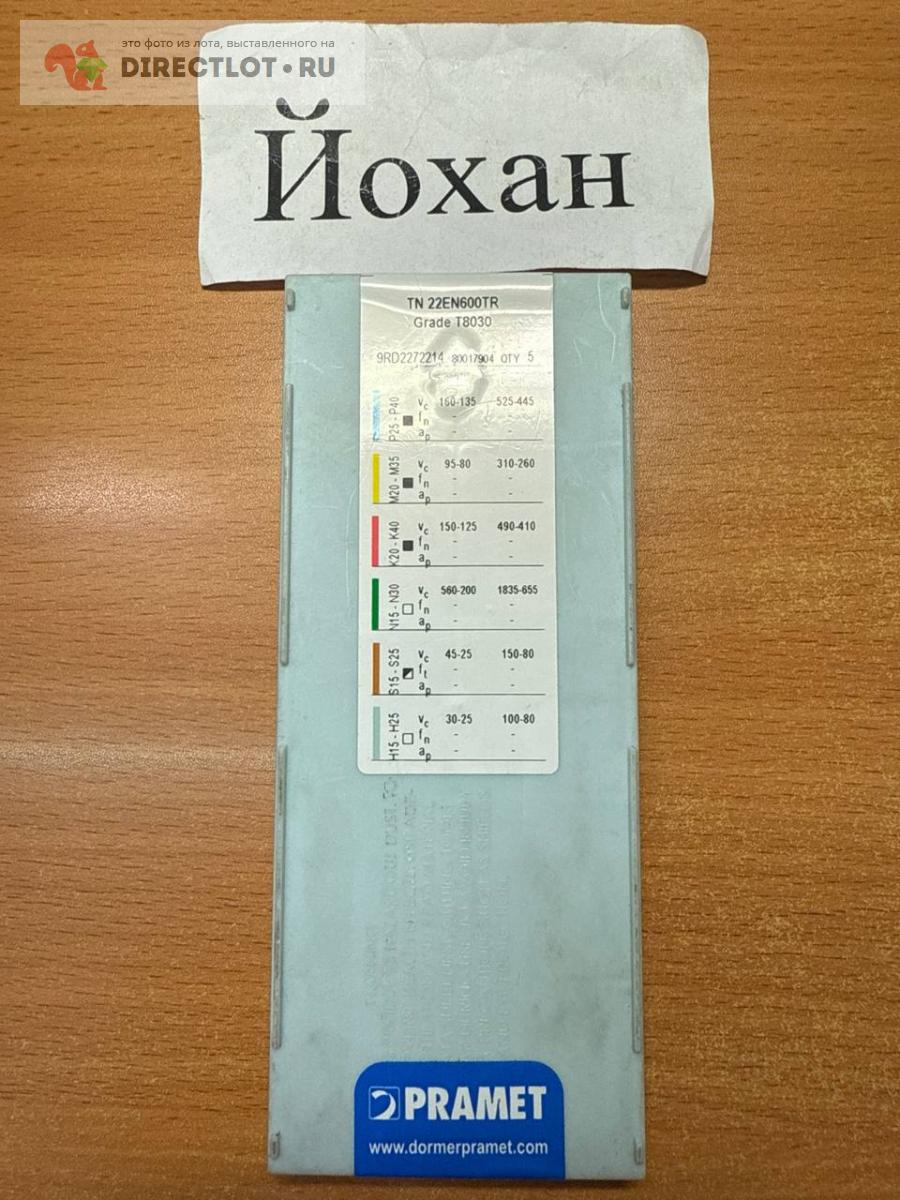 это фото из лота, выставленного на
DIRECTLOT.RU
Йохан
TN 22EN600TR
Grade T8030
9RD2272214 80017904 QTY 5
P25 - P40 vc 160-135 525-445
fn - -
ap - -
M20 - M35 vc 95-80 310-260
fn - -
ap - -
K20 - K40 vc 150-125 490-410
fn - -
ap - -
N15 - N30 vc 560-200 1835-655
fn - -
ap - -
S15 - S25 vc 45-25 150-80
ft - -
ap - -
H15 - H25 vc 30-25 100-80
fn - -
ap - -
PRAMET
www.dormerpramet.com